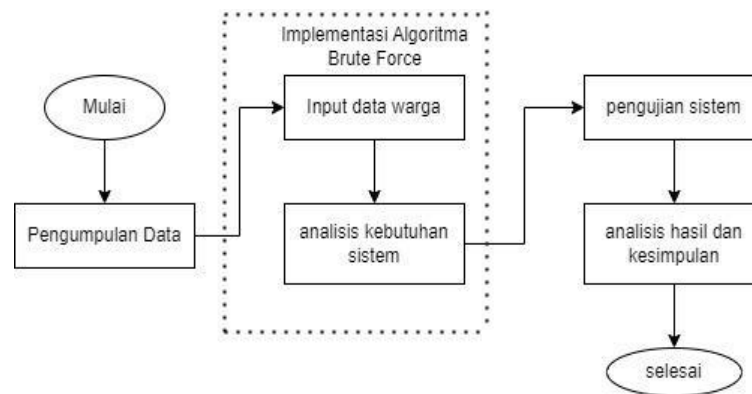 Mulai
Pengumpulan Data
Implementasi Algoritma
Brute Force
Input data warga
analisis kebutuhan
sistem
pengujian sistem
analisis hasil dan
kesimpulan
selesai